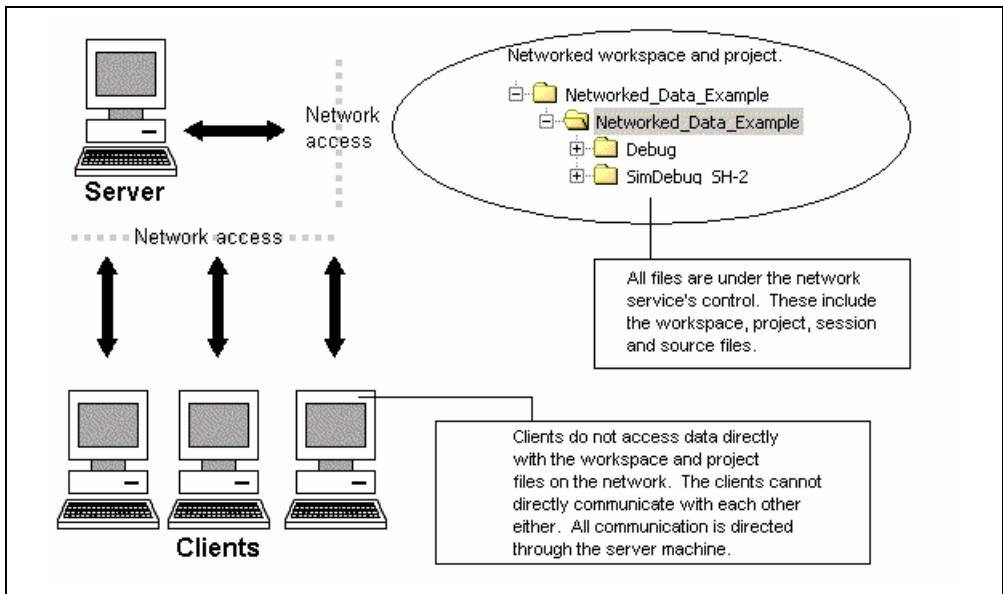 Networked workspace and project.
Networked_Data_Example
Networked_Data_Example
Debug
SimDebug_SH-2
Network
access
Server
Network access
All files are under the network
service's control. These include
the workspace, project, session
and source files.
Clients do not access data directly
with the workspace and project
files on the network. The clients cannot
directly communicate with each other
either. All communication is directed
through the server machine.
Clients